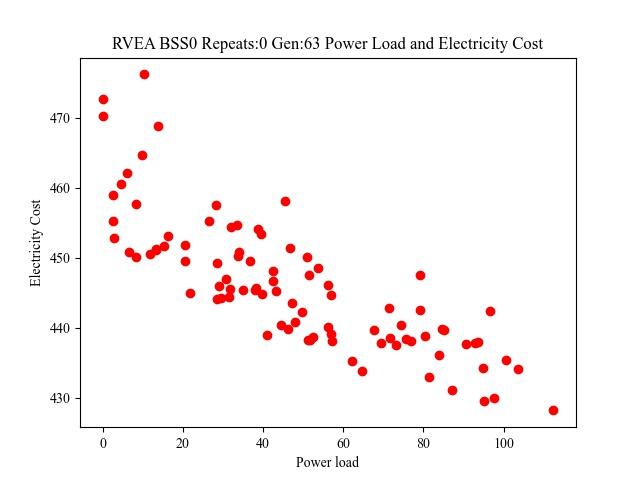 RVEA BSS0 Repeats:0 Gen:63 Power Load and Electricity Cost
470
460
450
440
430
Electricity Cost
0 20 40 60 80 100
Power load